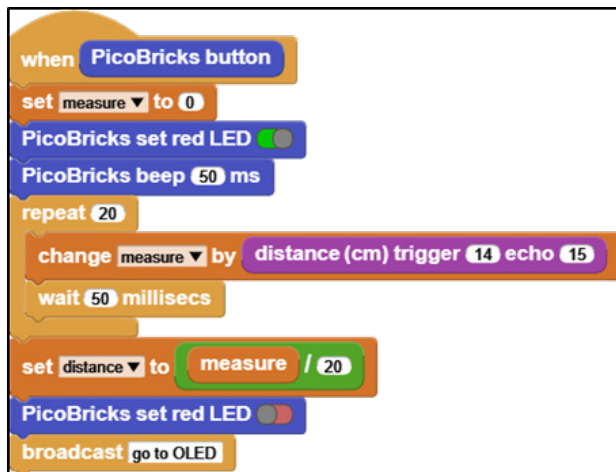 when PicoBricks button
set measure to 0
PicoBricks set red LED
PicoBricks beep 50 ms
repeat 20
change measure by distance (cm) trigger 14 echo 15
wait 50 millisecs
set distance to measure / 20
PicoBricks set red LED
broadcast go to OLED